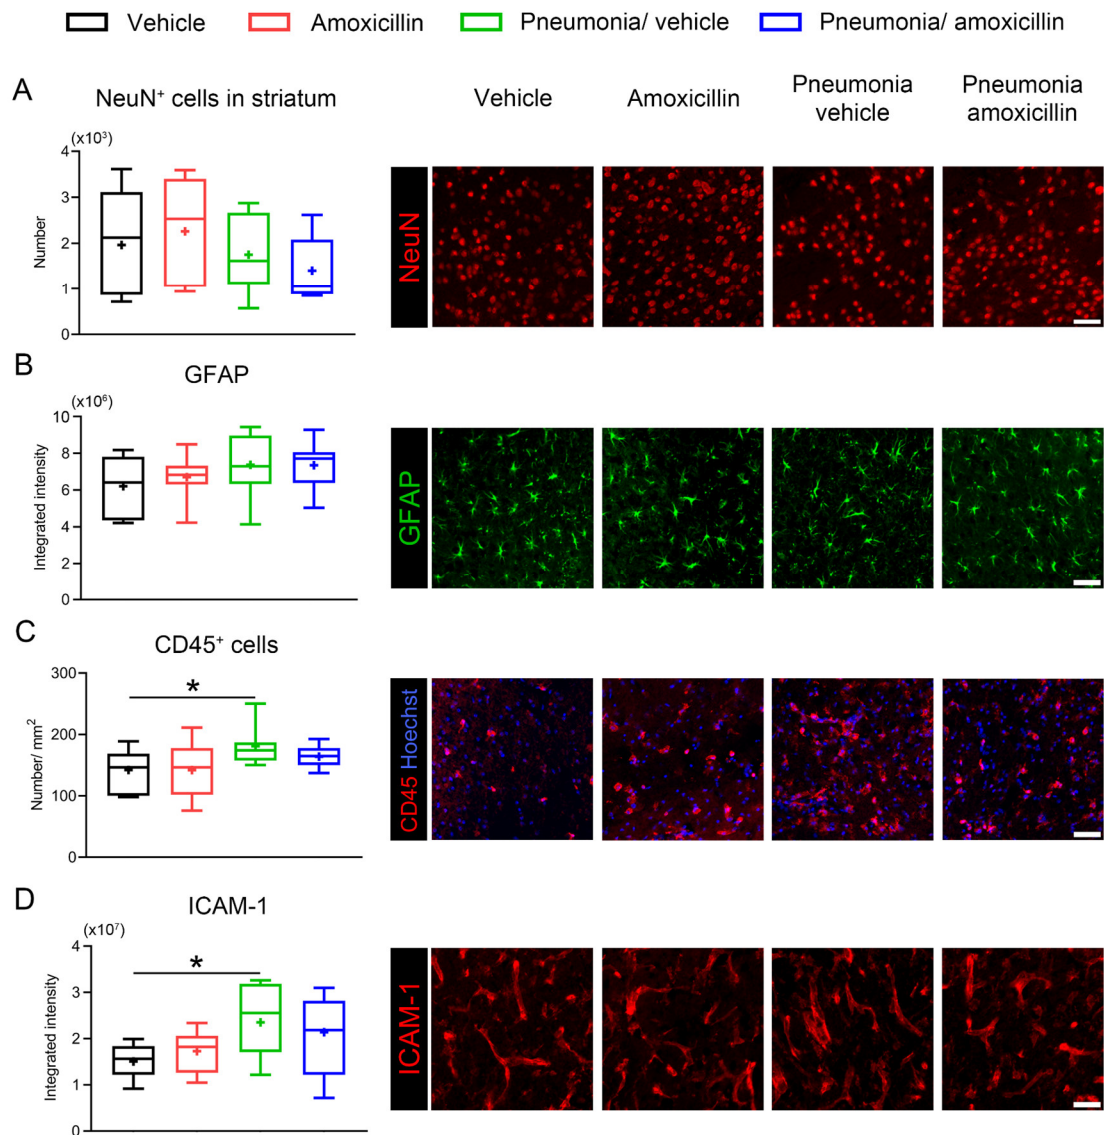 Vehicle Amoxicillin Pneumonia/ vehicle Pneumonia/ amoxicillin
A
NeuN⁺ cells in striatum
Vehicle Amoxicillin Pneumonia vehicle Pneumonia amoxicillin
(x10³)
Number
4
3
2
1
0
NeuN
B
GFAP
(x10⁶)
Integrated intensity
10
8
6
4
2
0
GFAP
C
CD45⁺ cells
Number/ mm²
300
200
100
0
*
CD45 Hoechst
D
ICAM-1
(x10⁷)
Integrated intensity
4
3
2
1
0
*
ICAM-1